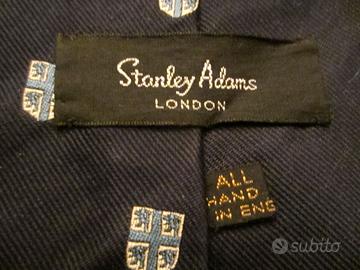 Stanley Adams
LONDON
ALL
HAND
IN ENG
subito